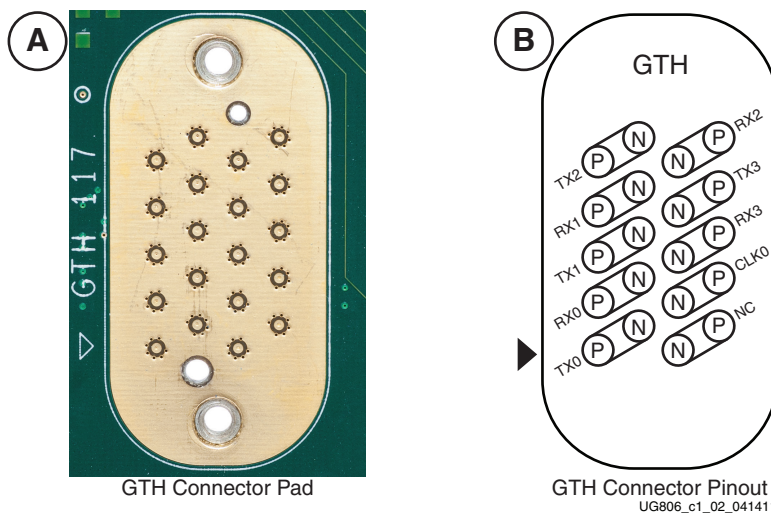 A
B
GTH 117
GTH
N
P
RX2
P
N
TX2
N
P
TX3
P
N
RX1
N
P
RX3
P
N
TX1
N
P
CLK0
P
N
RX0
N
P
NC
P
N
TX0
GTH Connector Pad
GTH Connector Pinout
UG806_c1_02_04141